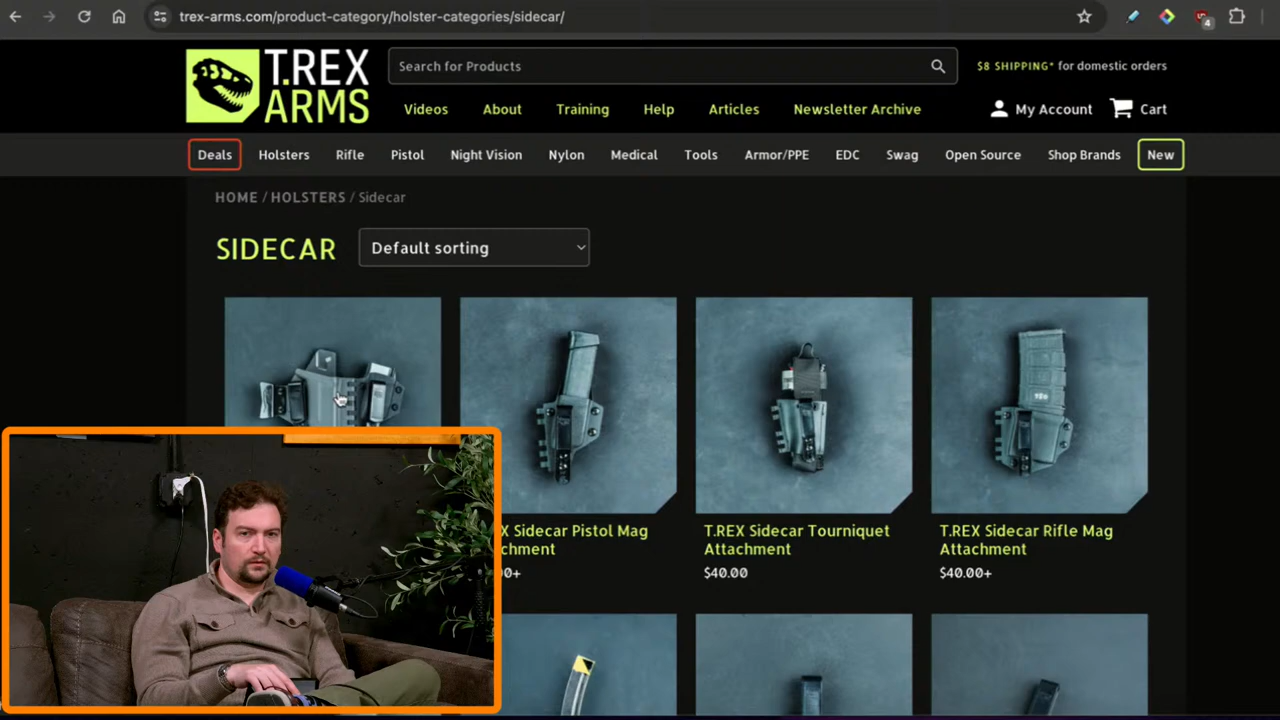 trex-arms.com/product-category/holster-categories/sidecar/
4
T.REX
ARMS
Search for Products
$8 SHIPPING* for domestic orders
Videos
About
Training
Help
Articles
Newsletter Archive
My Account
Cart
Deals
Holsters
Rifle
Pistol
Night Vision
Nylon
Medical
Tools
Armor/PPE
EDC
Swag
Open Source
Shop Brands
New
HOME / HOLSTERS / Sidecar
SIDECAR
Default sorting
X Sidecar Pistol Mag
chment
00+
T.REX Sidecar Tourniquet
Attachment
$40.00
T.REX Sidecar Rifle Mag
Attachment
$40.00+